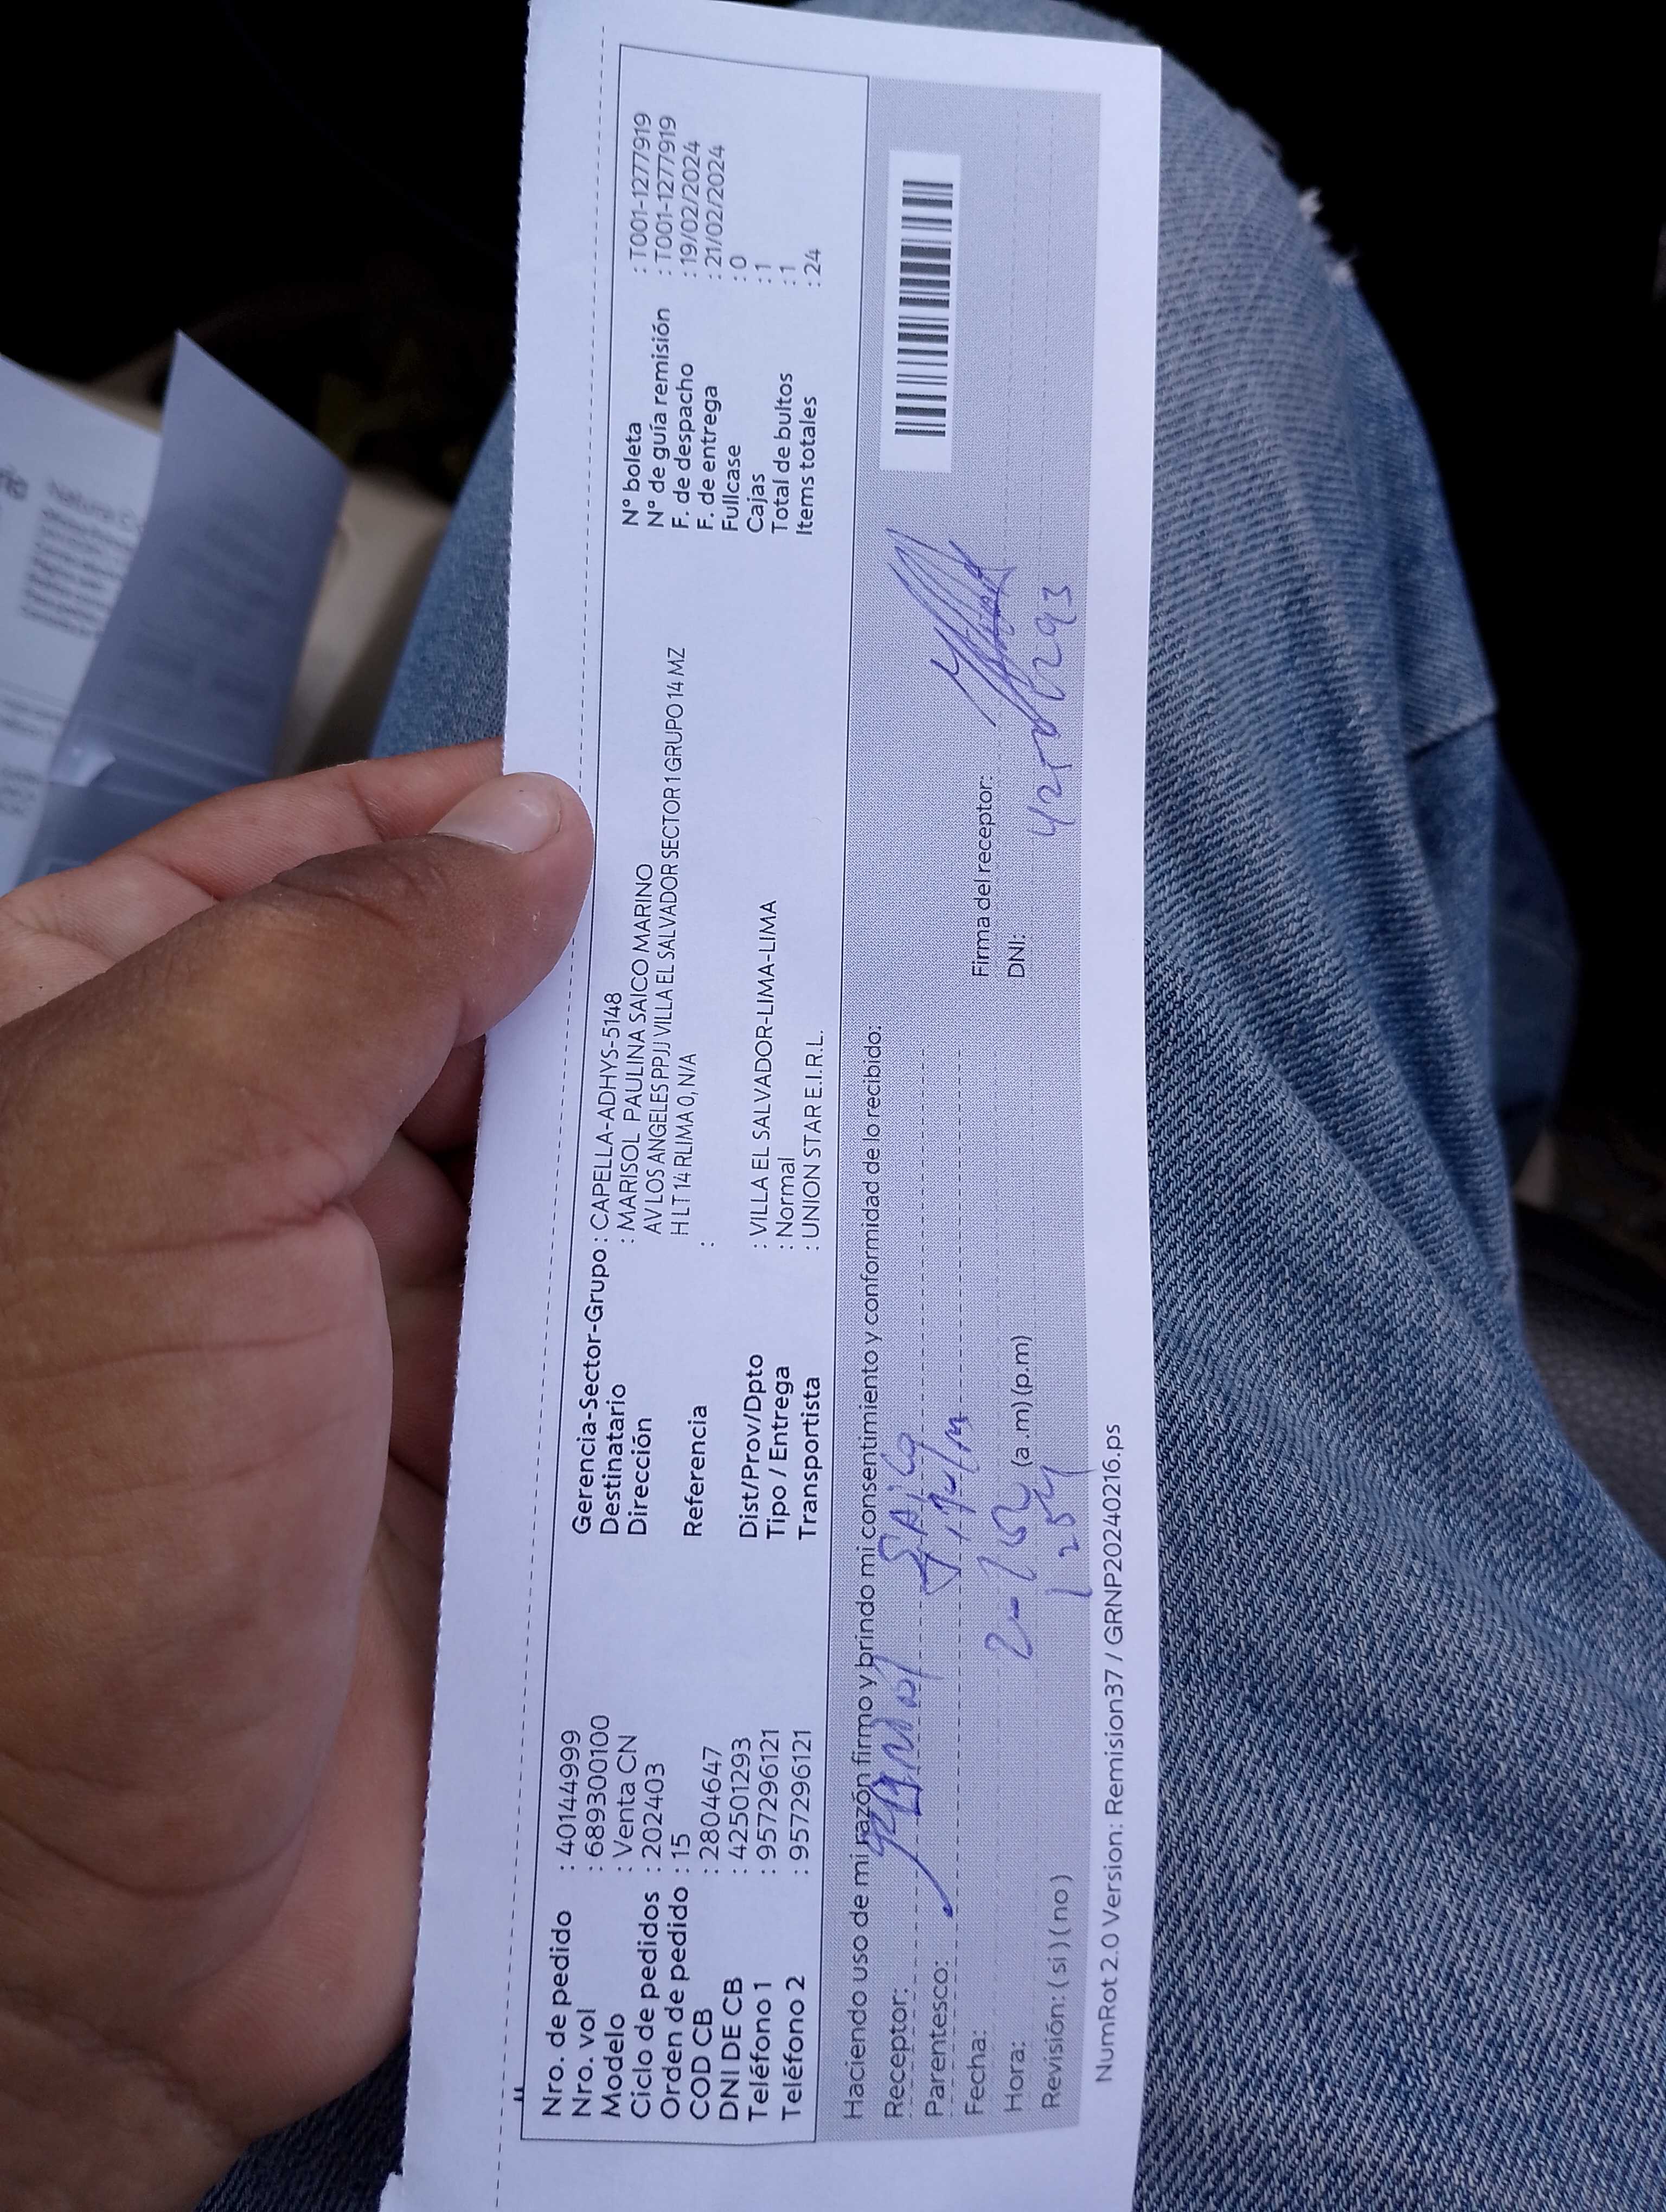 Nro. de pedido : 40144999
Nro. vol : 6893000100
Modelo : Venta CN
Ciclo de pedidos : 202403
Orden de pedido : 15
COD CB : 2804647
DNI DE CB : 42501293
Teléfono 1 : 957296121
Teléfono 2 : 957296121
Gerencia-Sector-Grupo : CAPELLA-ADHYS-5148
Destinatario : MARISOL PAULINA SAICO MARINO
Dirección AV LOS ANGELES PPJJ VILLA EL SALVADOR SECTOR 1 GRUPO 14 MZ
H LT 14 RLIMA 0, N/A
Referencia :
Dist/Prov/Dpto : VILLA EL SALVADOR-LIMA-LIMA
Tipo / Entrega : Normal
Transportista : UNION STAR E.I.R.L.
N° boleta : T001-1277919
N° de guía remisión : T001-1277919
F. de despacho : 19/02/2024
F. de entrega : 21/02/2024
Fullcase : 0
Cajas : 1
Total de bultos : 1
Items totales : 24
Haciendo uso de mi razón firmo y brindo mi consentimiento y conformidad de lo recibido:
Receptor:
Parentesco:
Fecha:
Hora: (a .m) (p.m)
Revisión: ( si ) ( no )
Firma del receptor:
DNI:
NumRot 2.0 Version: Remision37 / GRNP20240216.ps